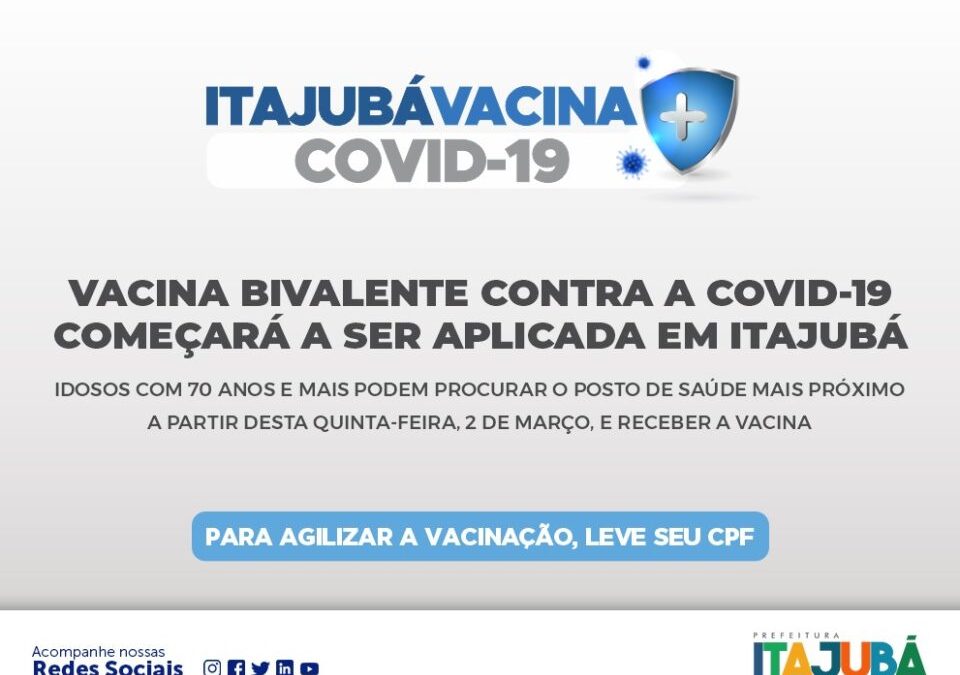 ITAJUBÁVACINA
COVID-19
VACINA BIVALENTE CONTRA A COVID-19
COMEÇARÁ A SER APLICADA EM ITAJUBÁ
IDOSOS COM 70 ANOS E MAIS PODEM PROCURAR O POSTO DE SAÚDE MAIS PRÓXIMO
A PARTIR DESTA QUINTA-FEIRA, 2 DE MARÇO, E RECEBER A VACINA
PARA AGILIZAR A VACINAÇÃO, LEVE SEU CPF
Acompanhe nossas
Redes Sociais
PREFEITURA
ITAJUBÁ